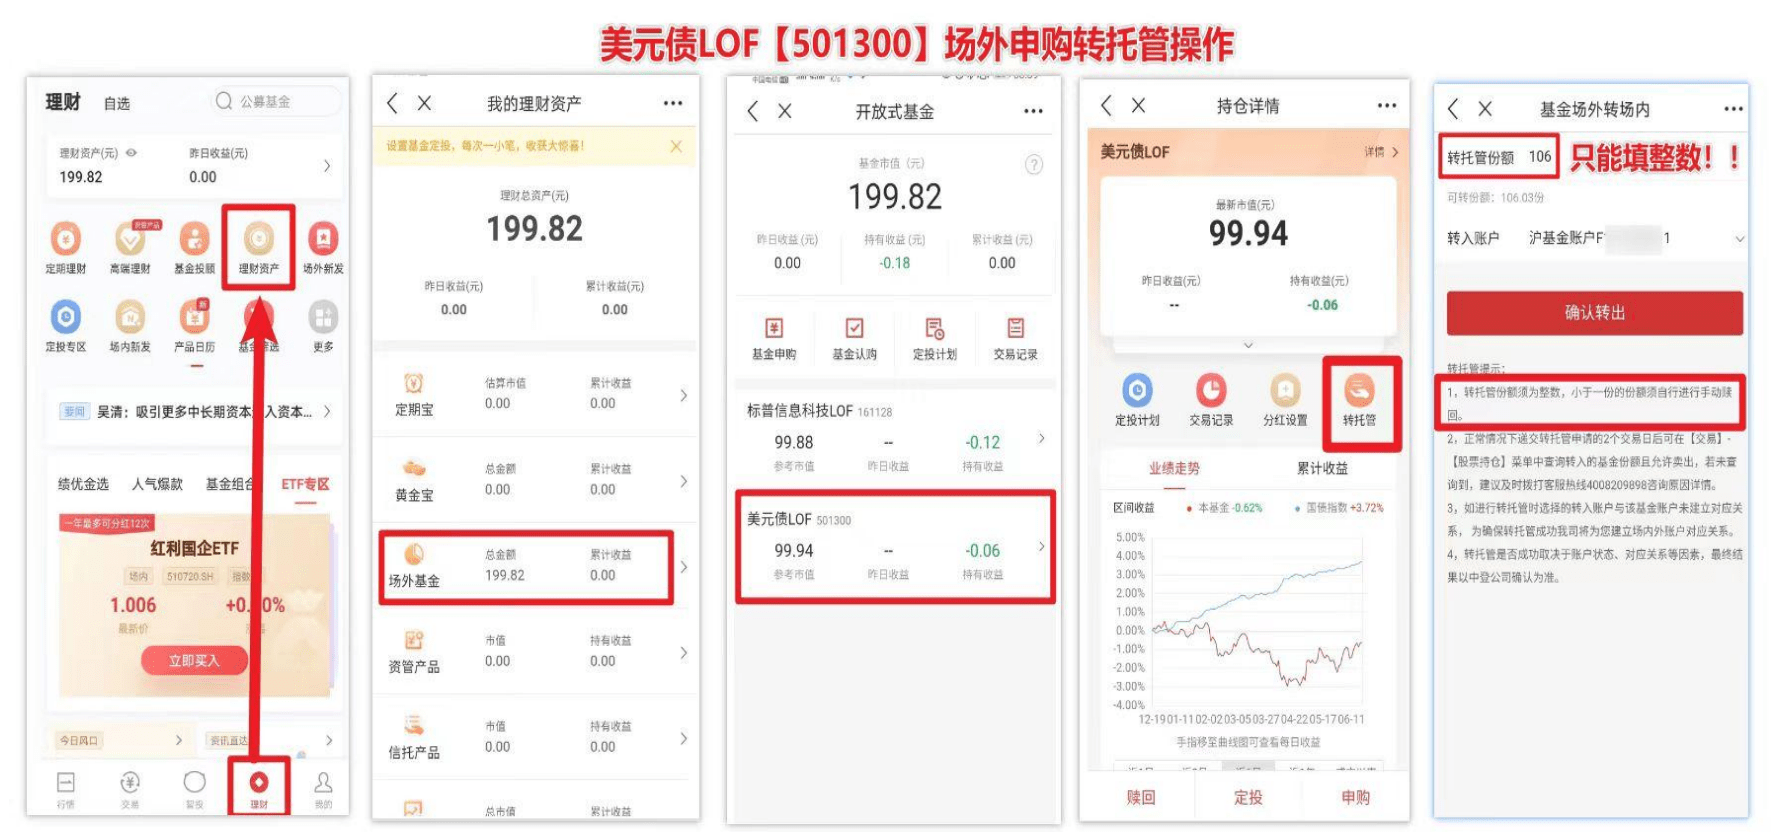 美元债LOF【501300】场外申购转托管操作
理财 自选 公募基金
理财资产(元) 昨日收益(元)
199.82 0.00
新客产品
定期理财 高端理财 基金投顾 理财资产 场外新发
新
定投专区 场内新发 产品日历 更多
要闻 吴清：吸引更多中长期资本 入资本...
绩优金选 人气爆款 基金组合 ETF专区
一年最多可分红12次
红利国企ETF
场内 510720.SH 指数
1.006
最新价
立即买入
今日风口 资讯直达
行情 交易 智投 理财 我的
我的理财资产
设置基金定投，每次一小笔，收获大惊喜！
理财总资产(元)
199.82
昨日收益(元) 累计收益(元)
0.00 0.00
定期宝 估算市值 累计收益
0.00 0.00
黄金宝 总金额 累计收益
0.00 0.00
场外基金 总金额 累计收益
199.82 0.00
资管产品 市值 持有收益
0.00 0.00
信托产品 市值 持有收益
0.00 0.00
总市值 累计收益
开放式基金
基金市值（元）
199.82
昨日收益(元) 持有收益(元) 累计收益(元)
0.00 -0.18 0.00
基金申购 基金认购 定投计划 交易记录
标普信息科技LOF 161128
99.88 -- -0.12
参考市值 昨日收益 持有收益
美元债LOF 501300
99.94 -- -0.06
参考市值 昨日收益 持有收益
持仓详情
美元债LOF 详情
最新市值(元)
99.94
昨日收益(元) 持有收益(元)
-- -0.06
定投计划 交易记录 分红设置 转托管
业绩走势 累计收益
区间收益 本基金 -0.62% 国债指数 +3.72%
5.00%
4.00%
3.00%
2.00%
1.00%
0.00%
-1.00%
-2.00%
-3.00%
-4.00%
12-19 01-11 02-02 03-05 03-27 04-22 05-17 06-11
手指移至曲线图可查看每日收益
赎回 定投 申购
基金场外转场内
转托管份额 106 只能填整数！！
可转份额：106.03份
转入账户 沪基金账户F 1
确认转出
转托管提示：
1，转托管份额须为整数，小于一份的份额须自行进行手动赎
回。
2，正常情况下递交转托管申请的2个交易日后可在【交易】-
【股票持仓】菜单中查询转入的基金份额且允许卖出，若未查
询到，建议及时拨打客服热线4008209898咨询原因详情。
3，如进行转托管时选择的转入账户与该基金账户未建立对应关
系，为确保转托管成功我司将为您建立场内外账户对应关系。
4，转托管是否成功取决于账户状态、对应关系等因素，最终结
果以中登公司确认为准。